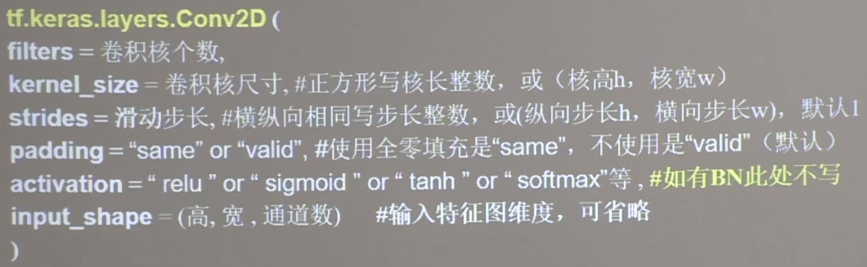 tf.keras.layers.Conv2D (
filters = 卷积核个数,
kernel_size = 卷积核尺寸, #正方形写核长整数，或（核高h，核宽w）
strides = 滑动步长, #横纵向相同写步长整数，或(纵向步长h，横向步长w)，默认1
padding = “same” or “valid”, #使用全零填充是“same”，不使用是“valid”（默认）
activation = “ relu ” or “ sigmoid ” or “ tanh ” or “ softmax”等 , #如有BN此处不写
input_shape = (高, 宽 , 通道数) #输入特征图维度，可省略
)